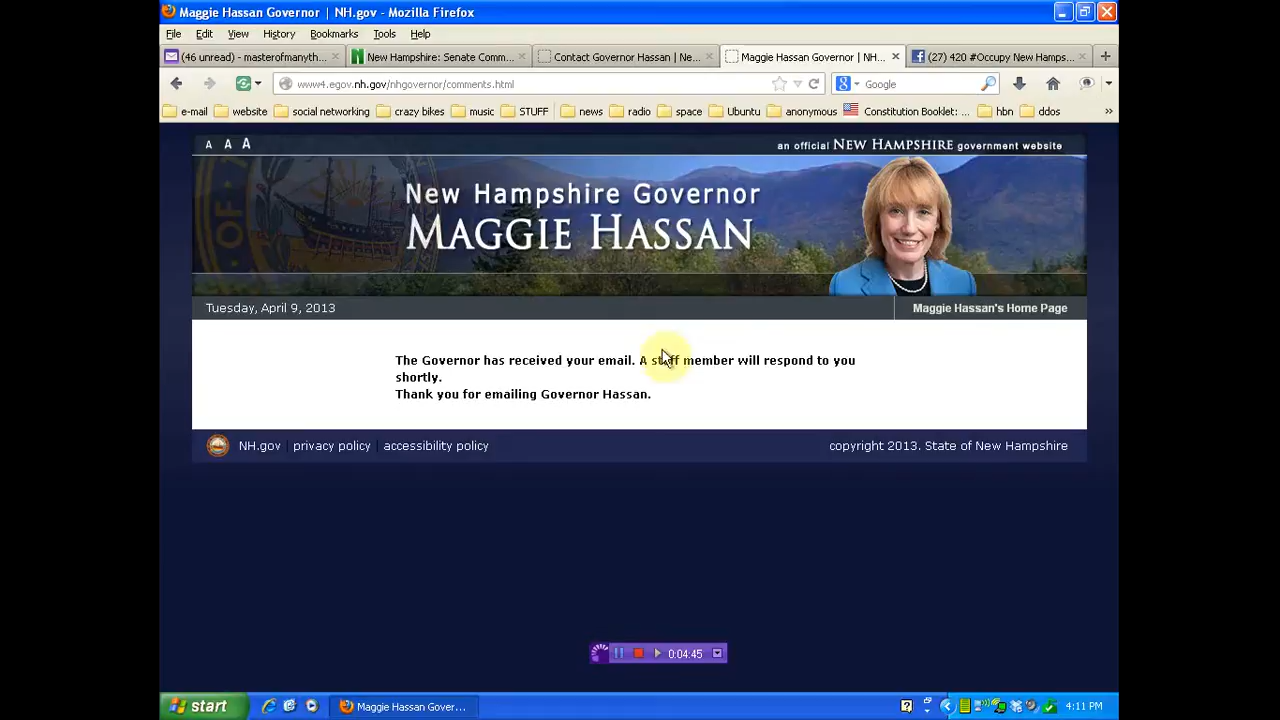 Maggie Hassan Governor | NH.gov - Mozilla Firefox
File Edit View History Bookmarks Tools Help
(46 unread) - masterofmanyth...
New Hampshire: Senate Comm...
Contact Governor Hassan | Ne...
Maggie Hassan Governor | NH...
(27) 420 #Occupy New Hamps...
www4.egov.nh.gov/nhgovernor/comments.html
Google
e-mail website social networking crazy bikes music STUFF news radio space Ubuntu anonymous Constitution Booklet:... hbn ddos »
A A A
an official NEW HAMPSHIRE government website
New Hampshire Governor
MAGGIE HASSAN
Tuesday, April 9, 2013
Maggie Hassan's Home Page
The Governor has received your email. A staff member will respond to you
shortly.
Thank you for emailing Governor Hassan.
NH.gov | privacy policy | accessibility policy
copyright 2013. State of New Hampshire
0:04:45
start
Maggie Hassan Gover...
4:11 PM